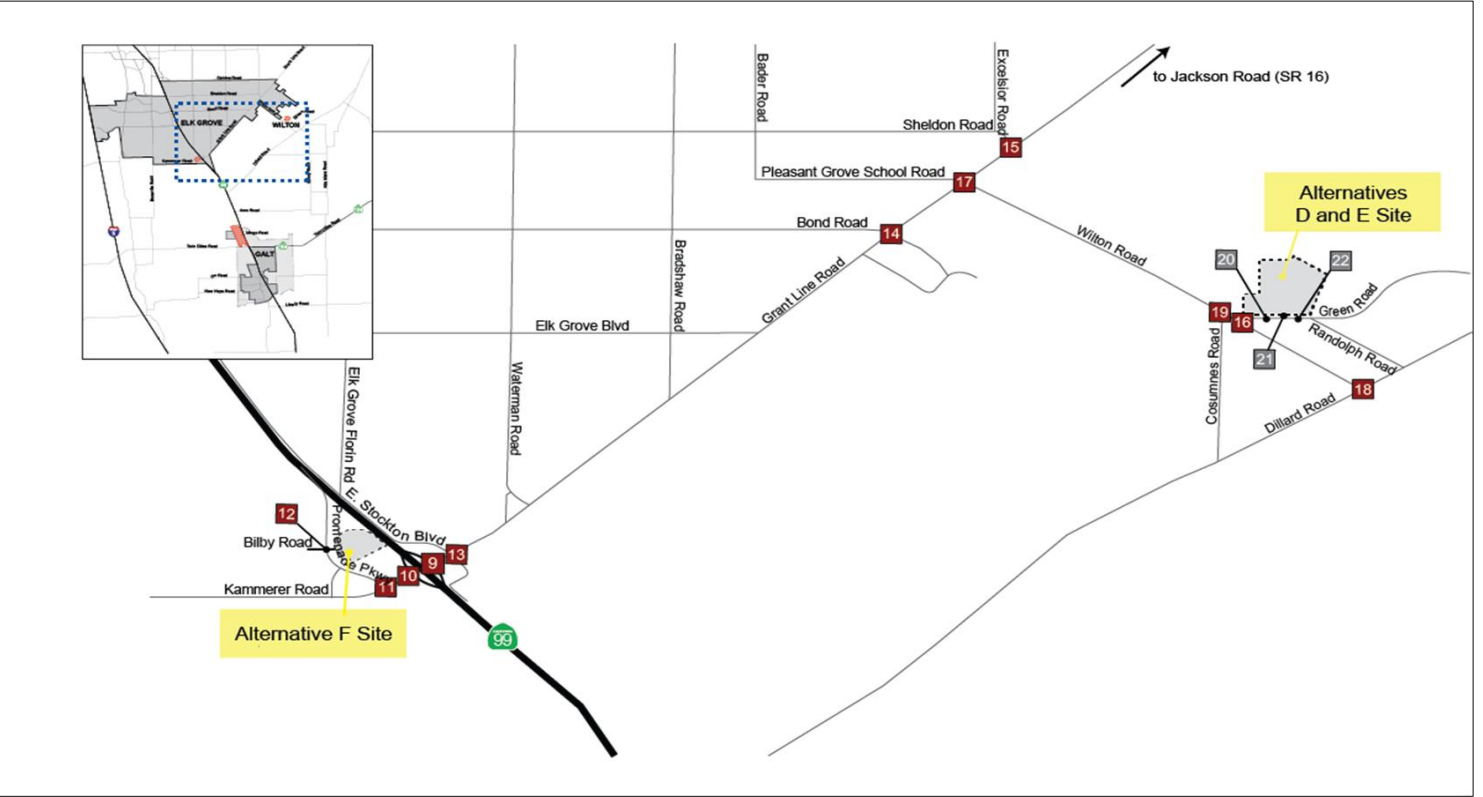 ELK GROVE
WILTON
GALT
Bader Road
Excelsior Road
to Jackson Road (SR 16)
Sheldon Road
15
Pleasant Grove School Road
17
Bond Road
14
Wilton Road
Alternatives
D and E Site
20
22
Bradshaw Road
Grant Line Road
Green Road
19
16
21
Randolph Road
Elk Grove Blvd
Cosumnes Road
Waterman Road
Elk Grove Florin Rd
18
Dillard Road
E. Stockton Blvd
12
Promenade Pkwy
Bilby Road
13
9
10
11
Kammerer Road
Alternative F Site
99